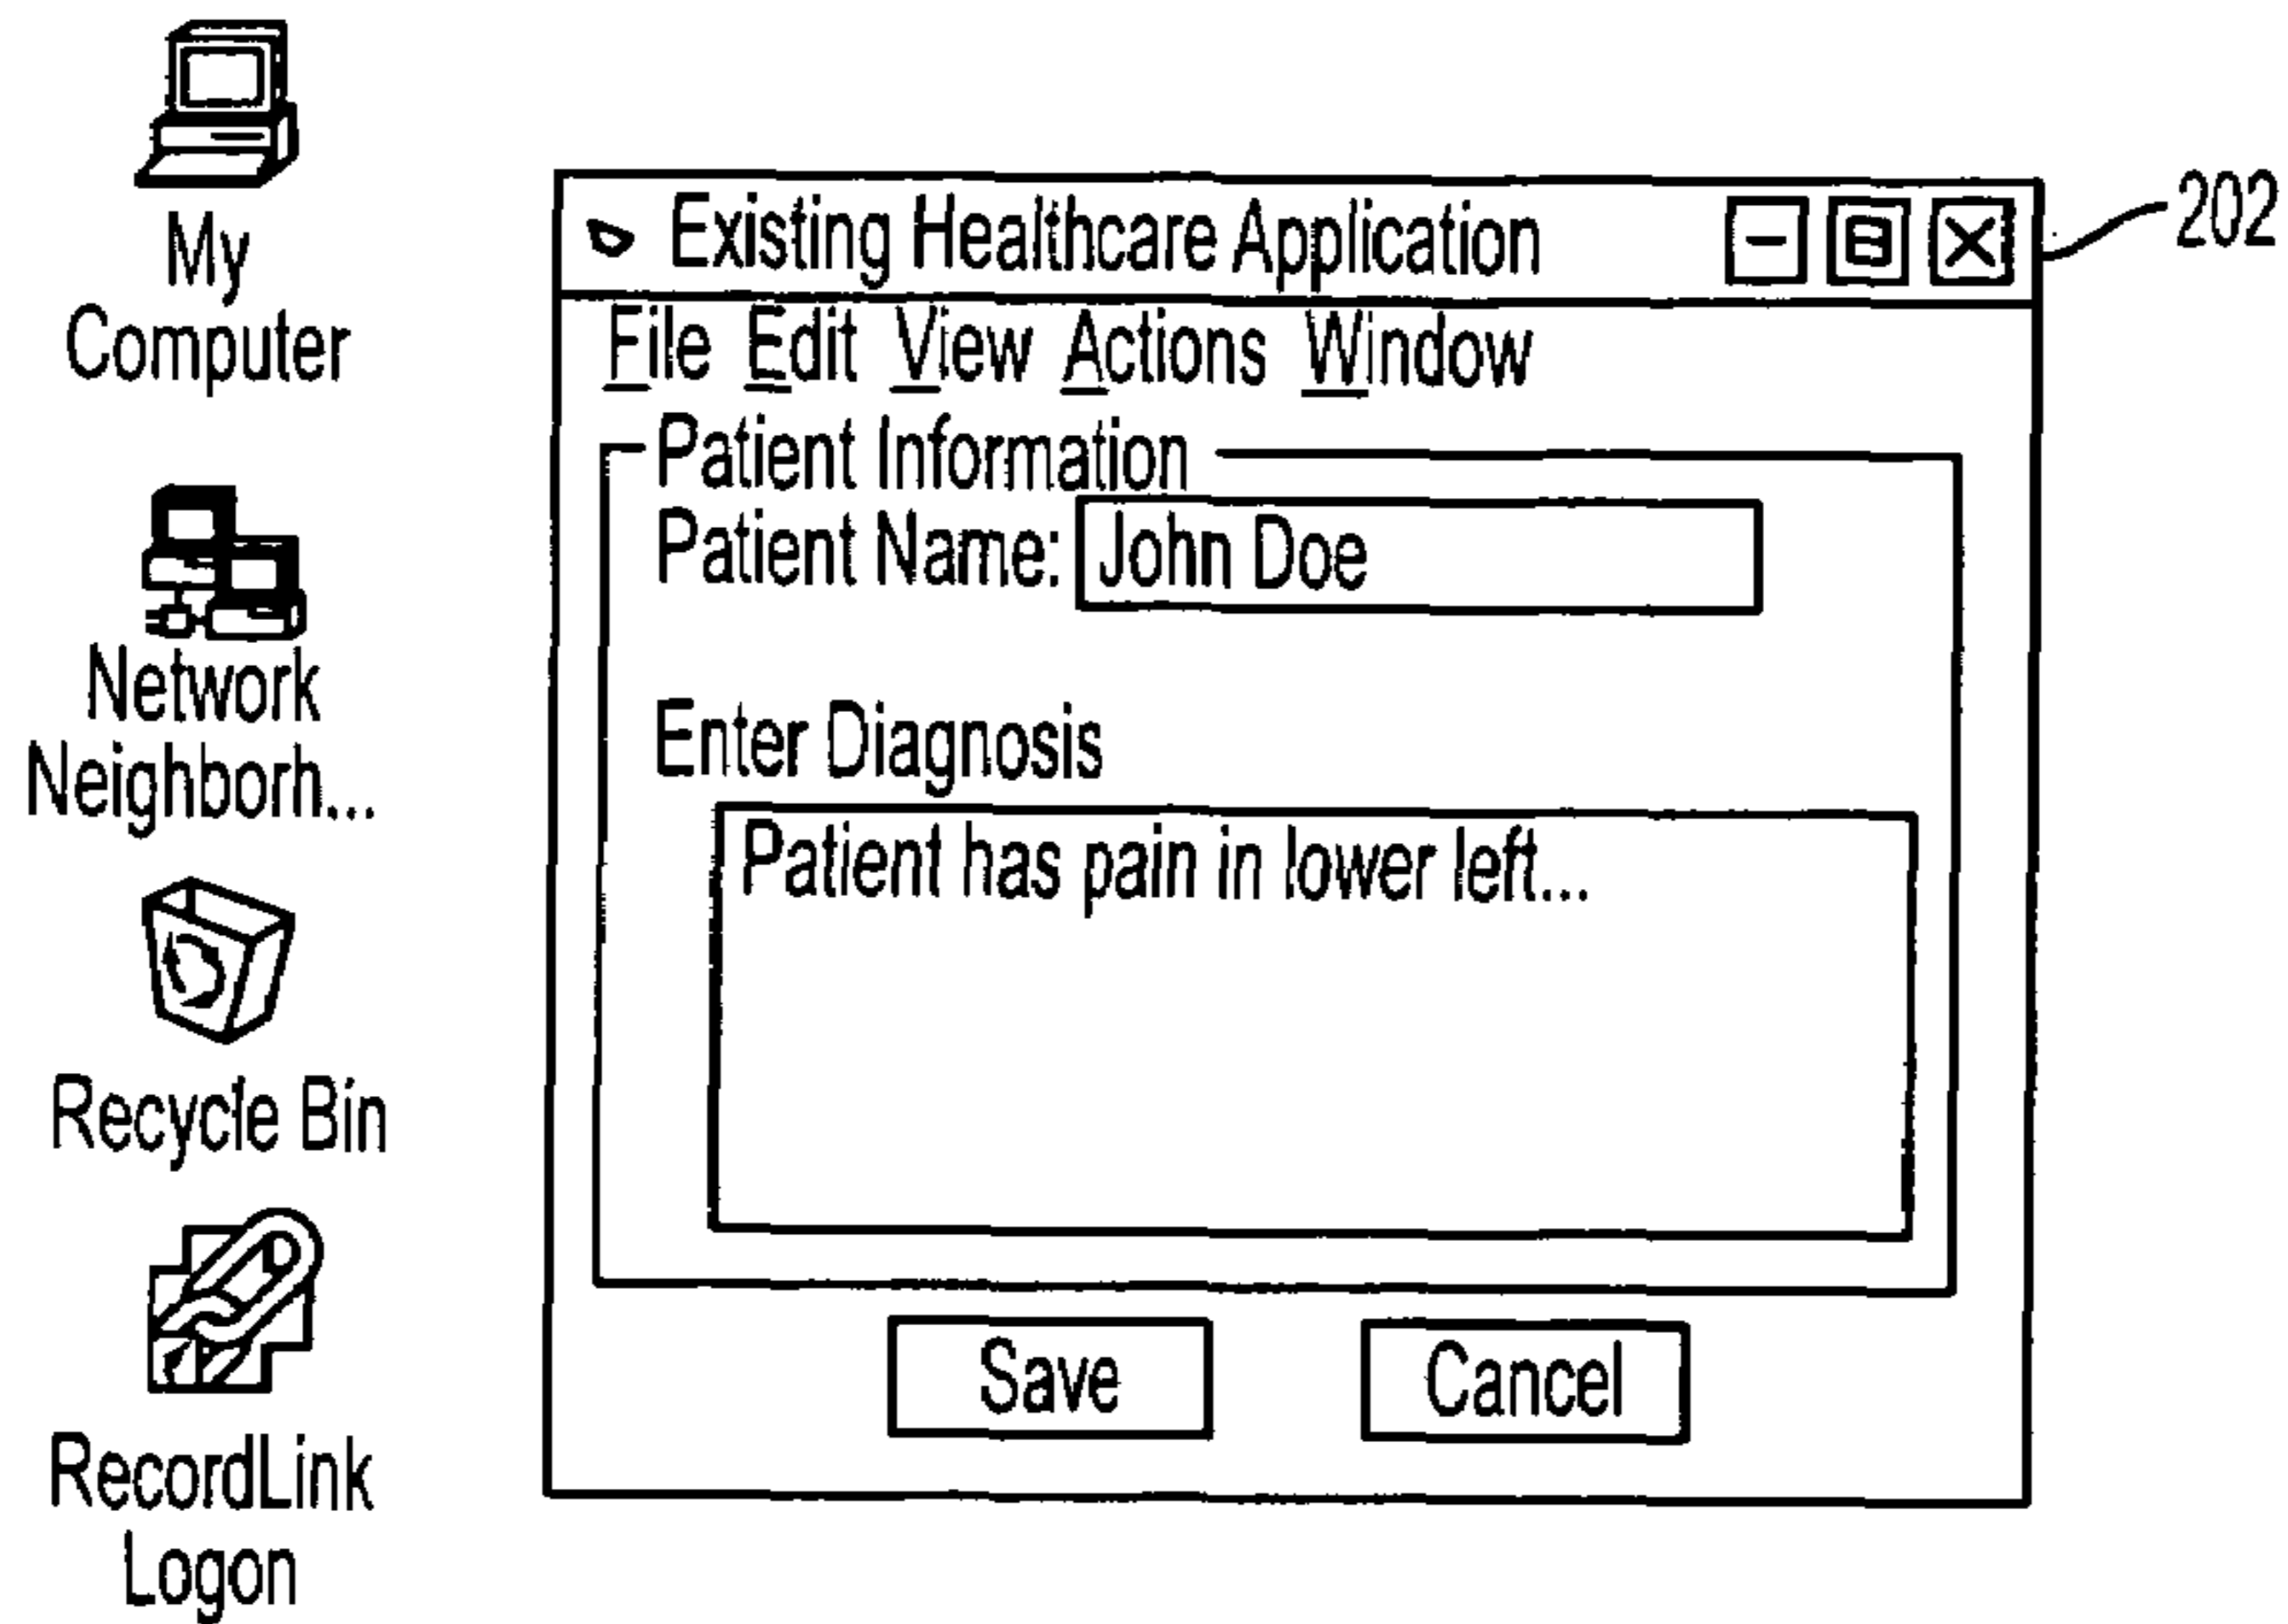 My
Computer
Network
Neighborh...
Recycle Bin
RecordLink
Logon
Existing Healthcare Application
202
File Edit View Actions Window
Patient Information
Patient Name: John Doe
Enter Diagnosis
Patient has pain in lower left...
Save Cancel